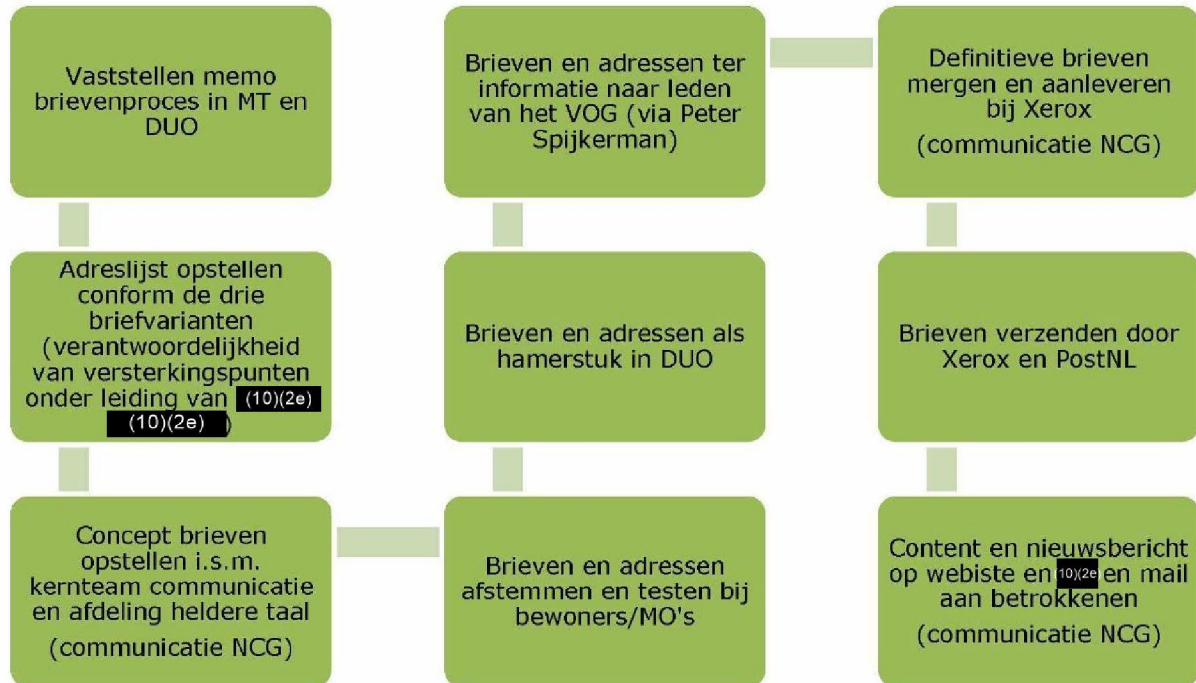 Vaststellen memo
brievenproces in MT en
DUO
Adreslijst opstellen
conform de drie
briefvarianten
(verantwoordelijkheid
van versterkingspunten
onder leiding van (10)(2e)
(10)(2e) )
Concept brieven
opstellen i.s.m.
kernteam communicatie
en afdeling heldere taal
(communicatie NCG)
Brieven en adressen
afstemmen en testen bij
bewoners/MO's
Brieven en adressen als
hamerstuk in DUO
Brieven en adressen ter
informatie naar leden
van het VOG (via Peter
Spijkerman)
Definitieve brieven
mergen en aanleveren
bij Xerox
(communicatie NCG)
Brieven verzenden door
Xerox en PostNL
Content en nieuwsbericht
op webiste en (10)(2e) en mail
aan betrokkenen
(communicatie NCG)